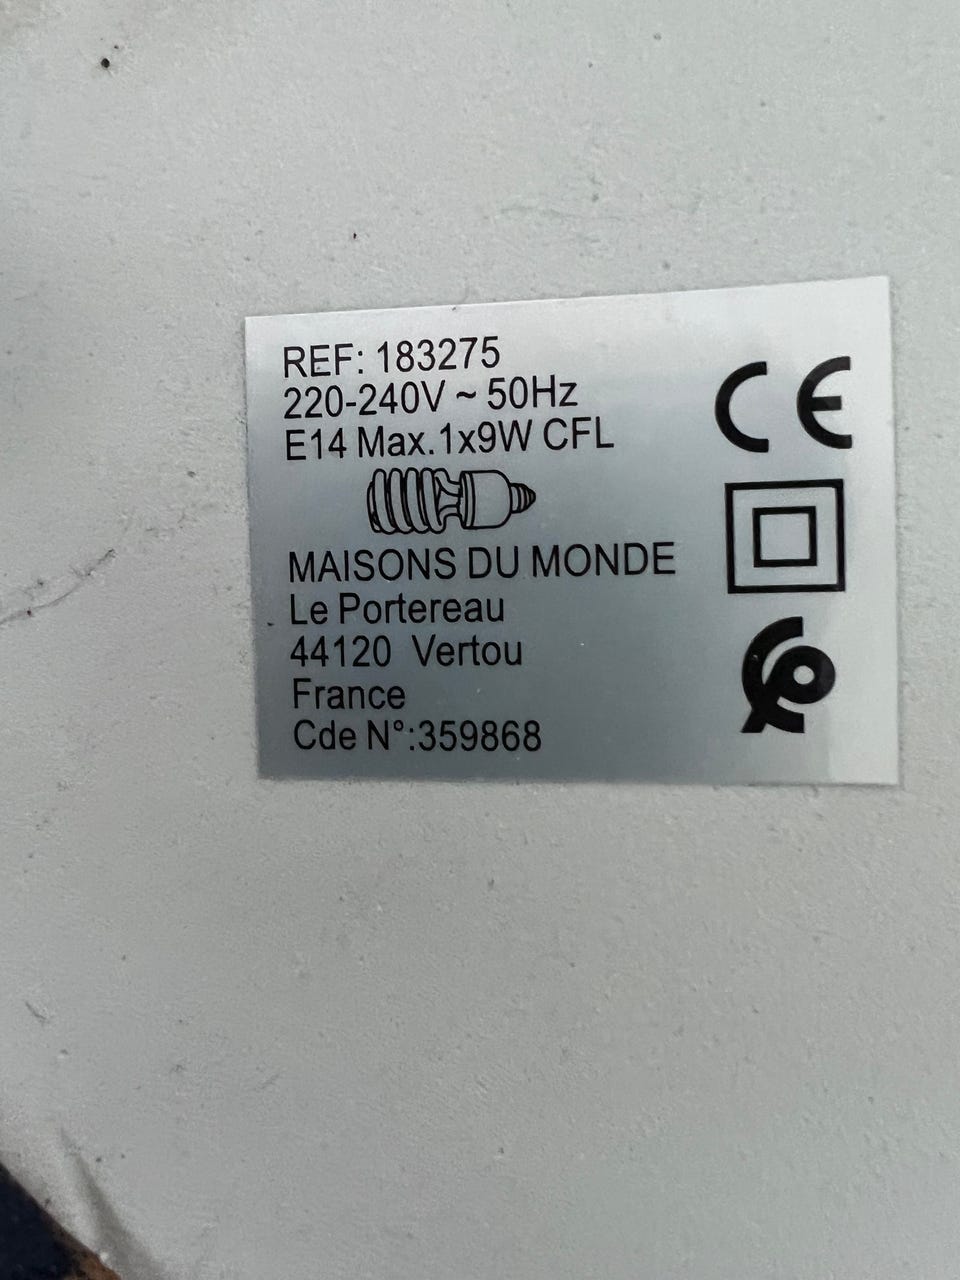 REF: 183275
220-240V ~ 50Hz
E14 Max.1x9W CFL
MAISONS DU MONDE
Le Portereau
44120 Vertou
France
Cde N°:359868
CE